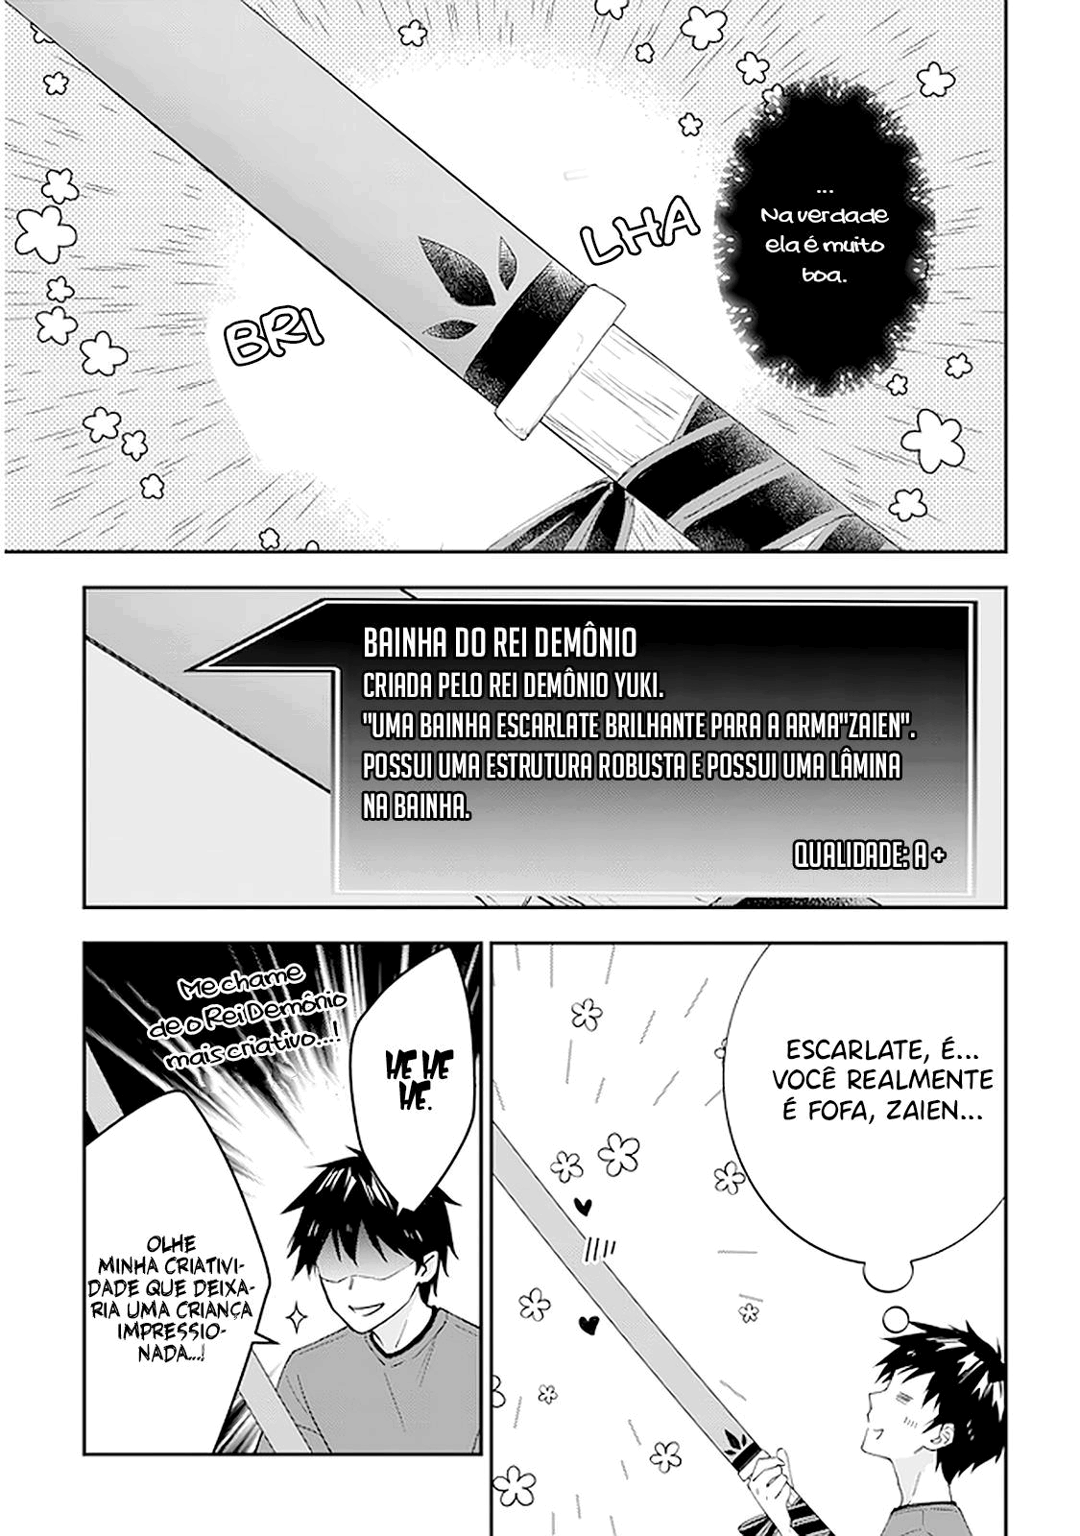 ...
Na verdade
ela é muito
boa.
LHA
BRI
BAINHA DO REI DEMÔNIO
CRIADA PELO REI DEMÔNIO YUKI.
"UMA BAINHA ESCARLATE BRILHANTE PARA A ARMA"ZAIEN".
POSSUI UMA ESTRUTURA ROBUSTA E POSSUI UMA LÂMINA
NA BAINHA.
QUALIDADE: A +
Me chame
de o Rei Demônio
mais criativo...!
HE HE
HE.
OLHE
MINHA CRIATIVI-
DADE QUE DEIXA-
RIA UMA CRIANÇA
IMPRESSIO-
NADA...!
ESCARLATE, É...
VOCÊ REALMENTE
É FOFA, ZAIEN...